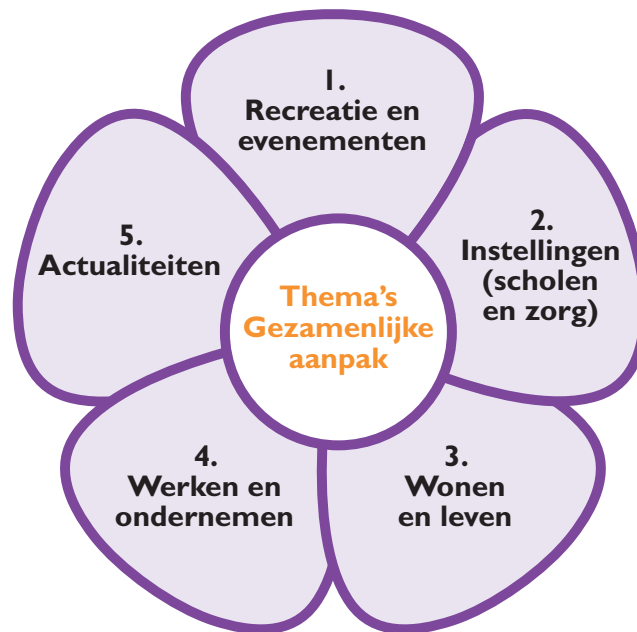 1.
Recreatie en
evenementen
2.
Instellingen
(scholen
en zorg)
3.
Wonen
en leven
4.
Werken en
ondernemen
5.
Actualiteiten
Thema's
Gezamenlijke
aanpak